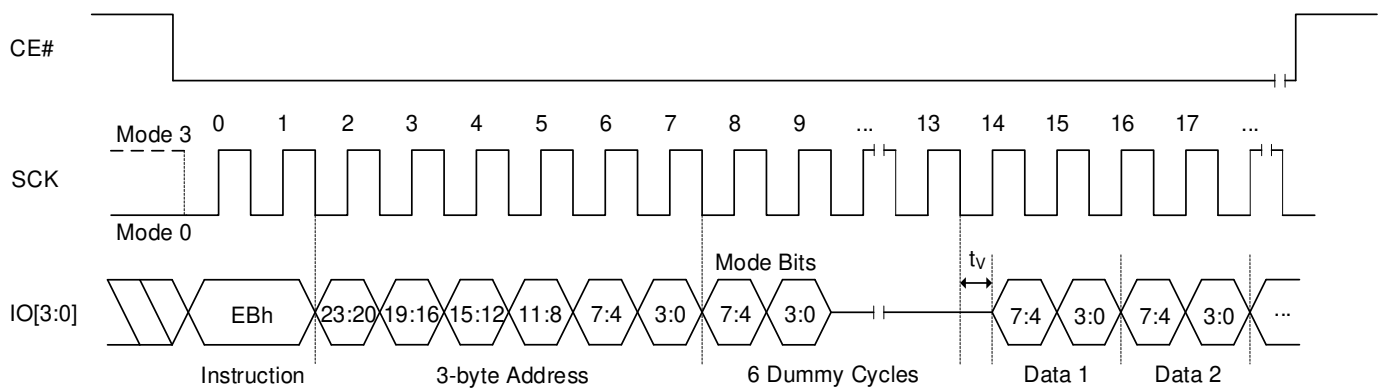 CE#
Mode 3 0 1 2 3 4 5 6 7 8 9 ... 13 14 15 16 17 ...
SCK
Mode 0
Mode Bits tV
IO[3:0] EBh 23:20 19:16 15:12 11:8 7:4 3:0 7:4 3:0 7:4 3:0 7:4 3:0 ...
Instruction 3-byte Address 6 Dummy Cycles Data 1 Data 2